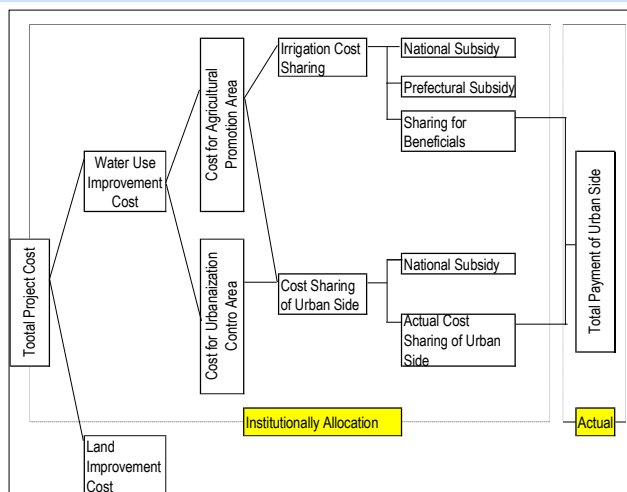 Tootal Project Cost
Water Use
Improvement
Cost
Land
Improvement
Cost
Cost for Agricultural
Promotion Area
Cost for Urbanaization
Contro Area
Irrigation Cost
Sharing
Cost Sharing
of Urban Side
National Subsidy
Prefectural Subsidy
Sharing for
Beneficials
National Subsidy
Actual Cost
Sharing of Urban
Side
Total Payment of Urban Side
Institutionally Allocation
Actual